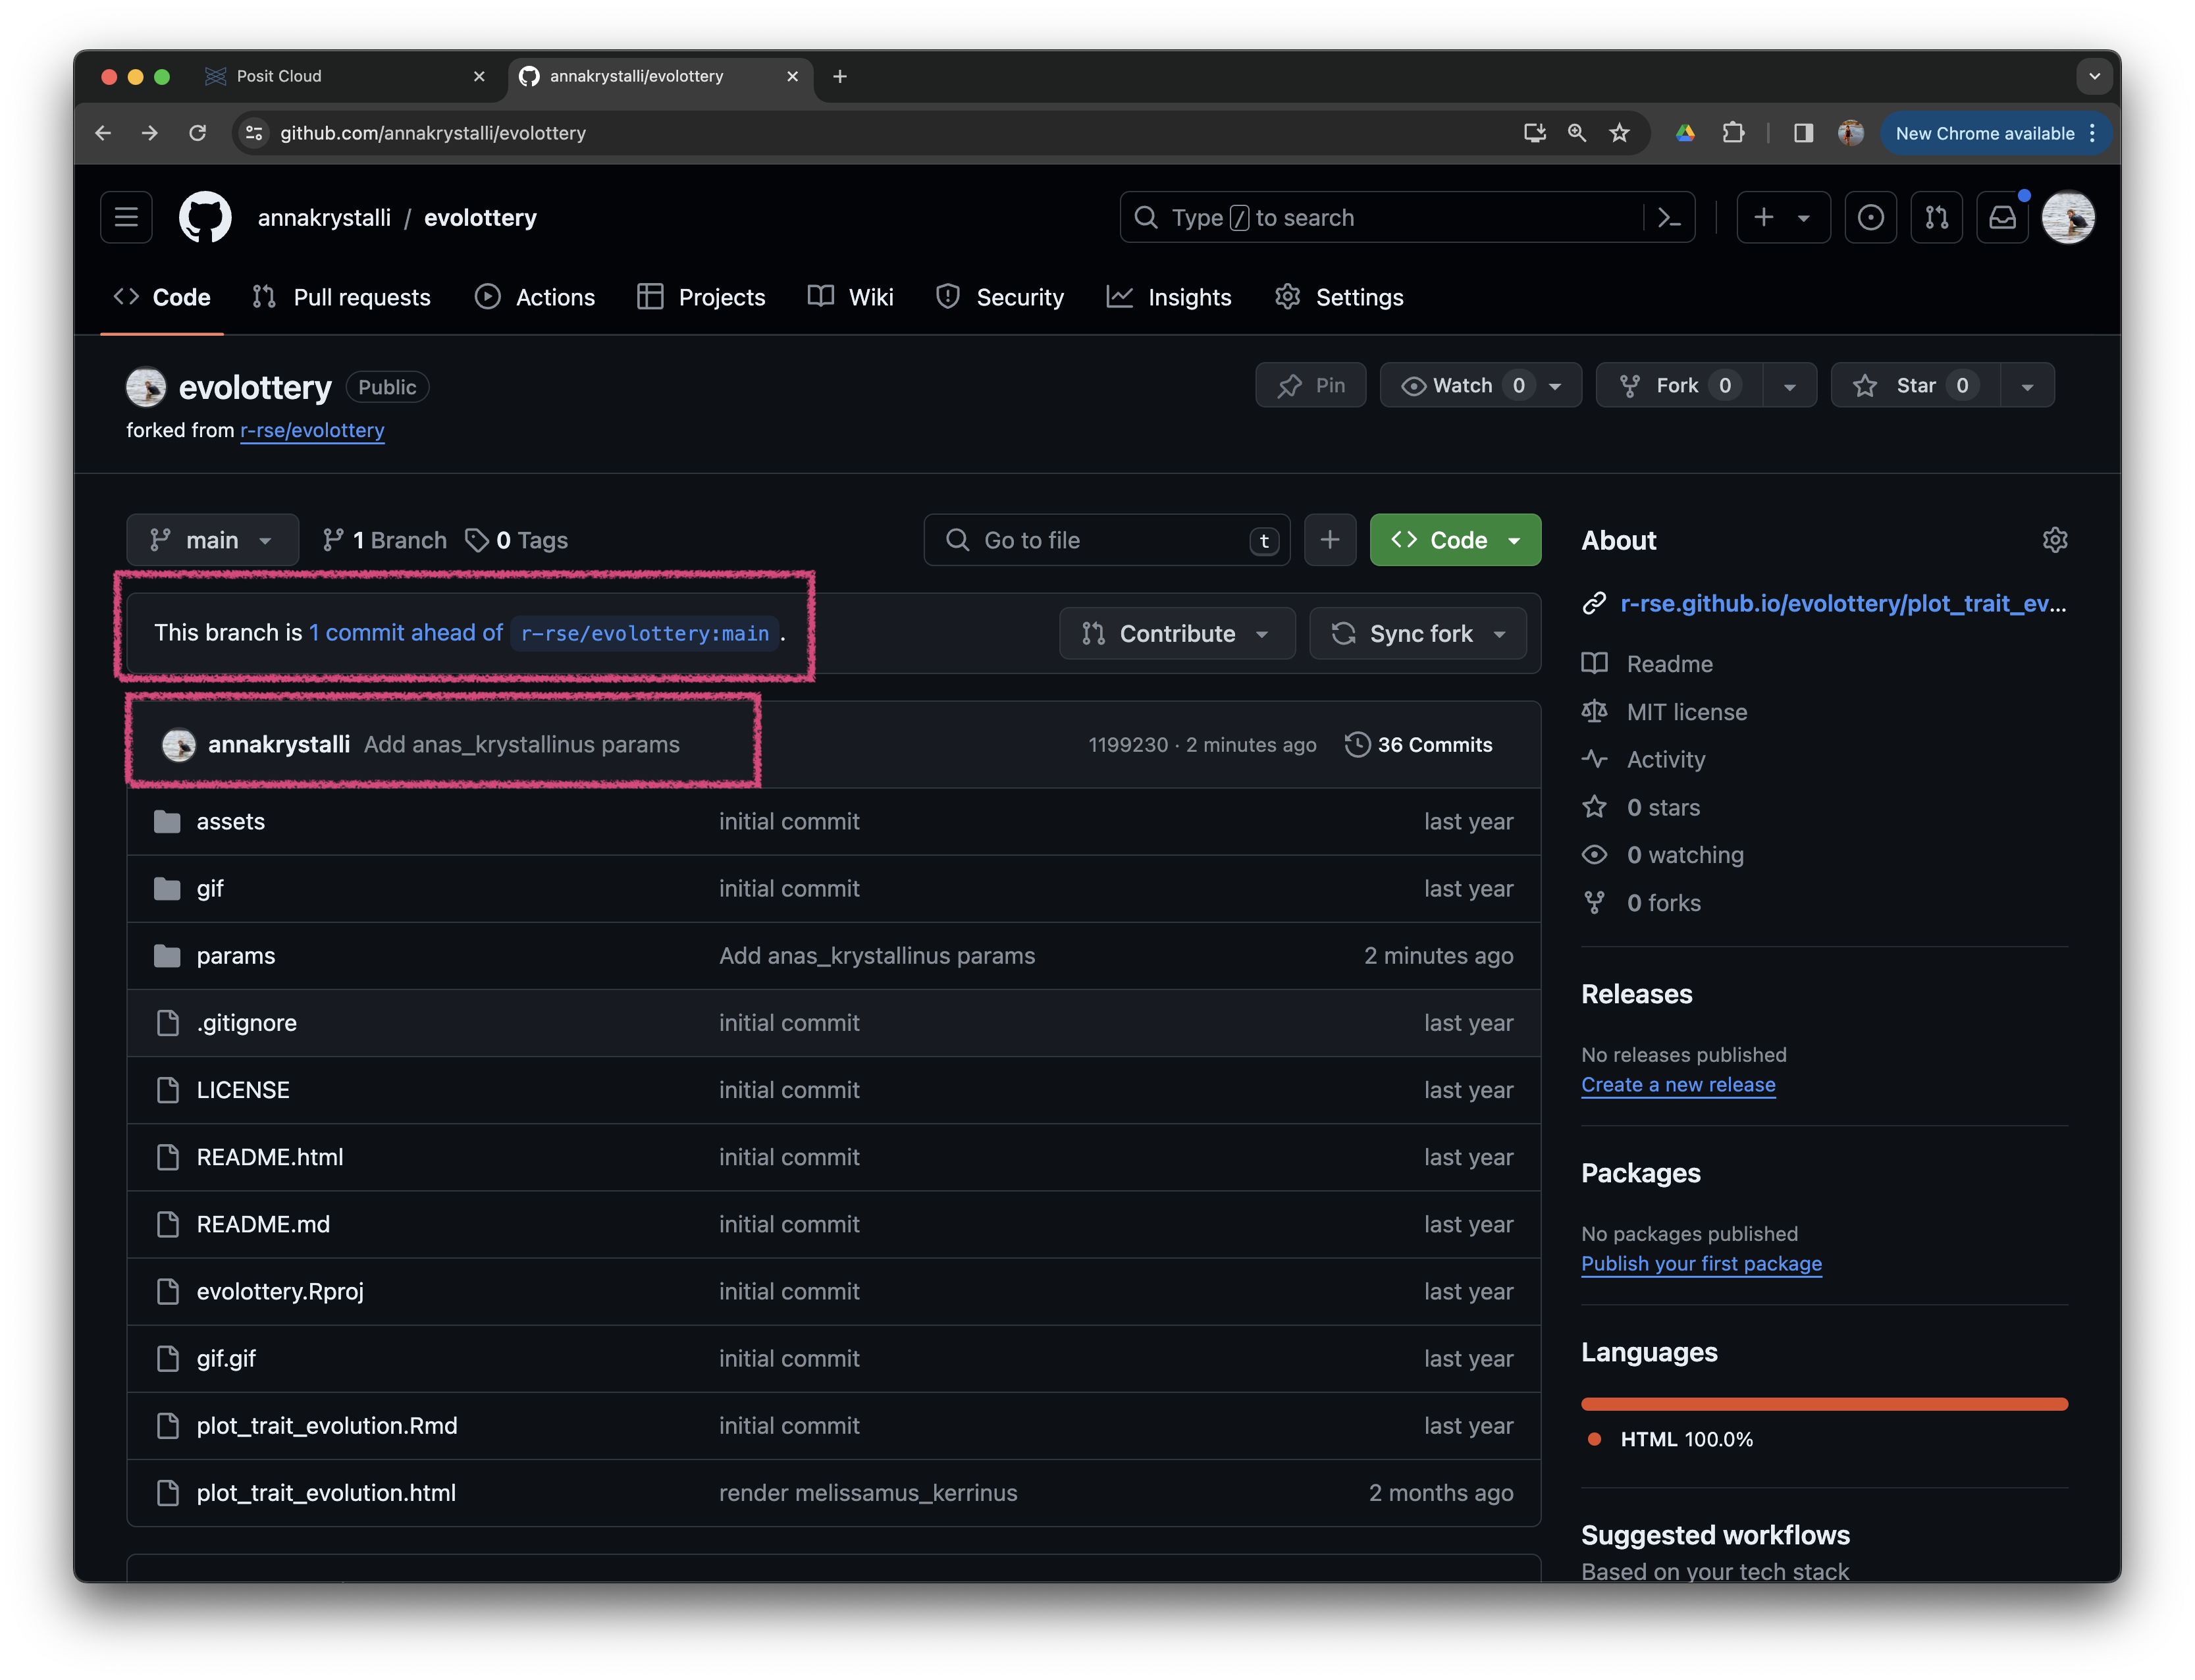 Posit Cloud
annakrystalli/evolottery
github.com/annakrystalli/evolottery
New Chrome available
annakrystalli / evolottery
Type / to search
Code Pull requests Actions Projects Wiki Security Insights Settings
evolottery Public
Pin Watch 0 Fork 0 Star 0
forked from r-rse/evolottery
main 1 Branch 0 Tags Go to file t Code
This branch is 1 commit ahead of r-rse/evolottery:main .
Contribute Sync fork
annakrystalli Add anas_krystallinus params 1199230 · 2 minutes ago 36 Commits
assets initial commit last year
gif initial commit last year
params Add anas_krystallinus params 2 minutes ago
.gitignore initial commit last year
LICENSE initial commit last year
README.html initial commit last year
README.md initial commit last year
evolottery.Rproj initial commit last year
gif.gif initial commit last year
plot_trait_evolution.Rmd initial commit last year
plot_trait_evolution.html render melissamus_kerrinus 2 months ago
About
r-rse.github.io/evolottery/plot_trait_ev...
Readme
MIT license
Activity
0 stars
0 watching
0 forks
Releases
No releases published
Create a new release
Packages
No packages published
Publish your first package
Languages
HTML 100.0%
Suggested workflows
Based on your tech stack